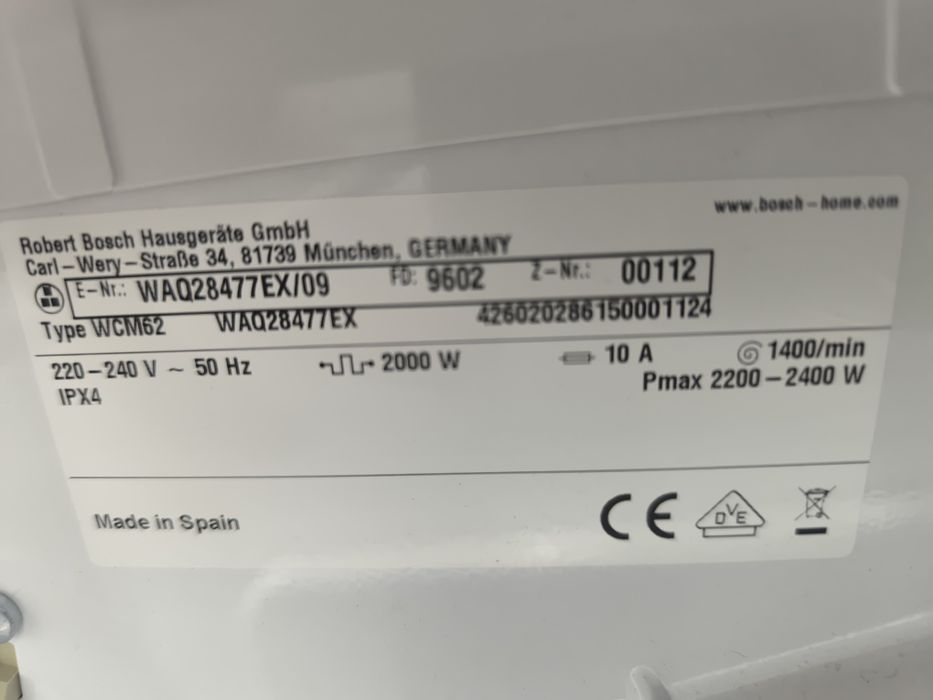 www.bosch-home.com
Robert Bosch Hausgeräte GmbH
Carl-Wery-Straße 34, 81739 München, GERMANY
E-Nr.: WAQ28477EX/09 FD: 9602 Z-Nr.: 00112
Type WCM62 WAQ28477EX 426020286150001124
220-240 V ~ 50 Hz 2000 W 10 A 1400/min
IPX4 Pmax 2200-2400 W
Made in Spain CE DVE